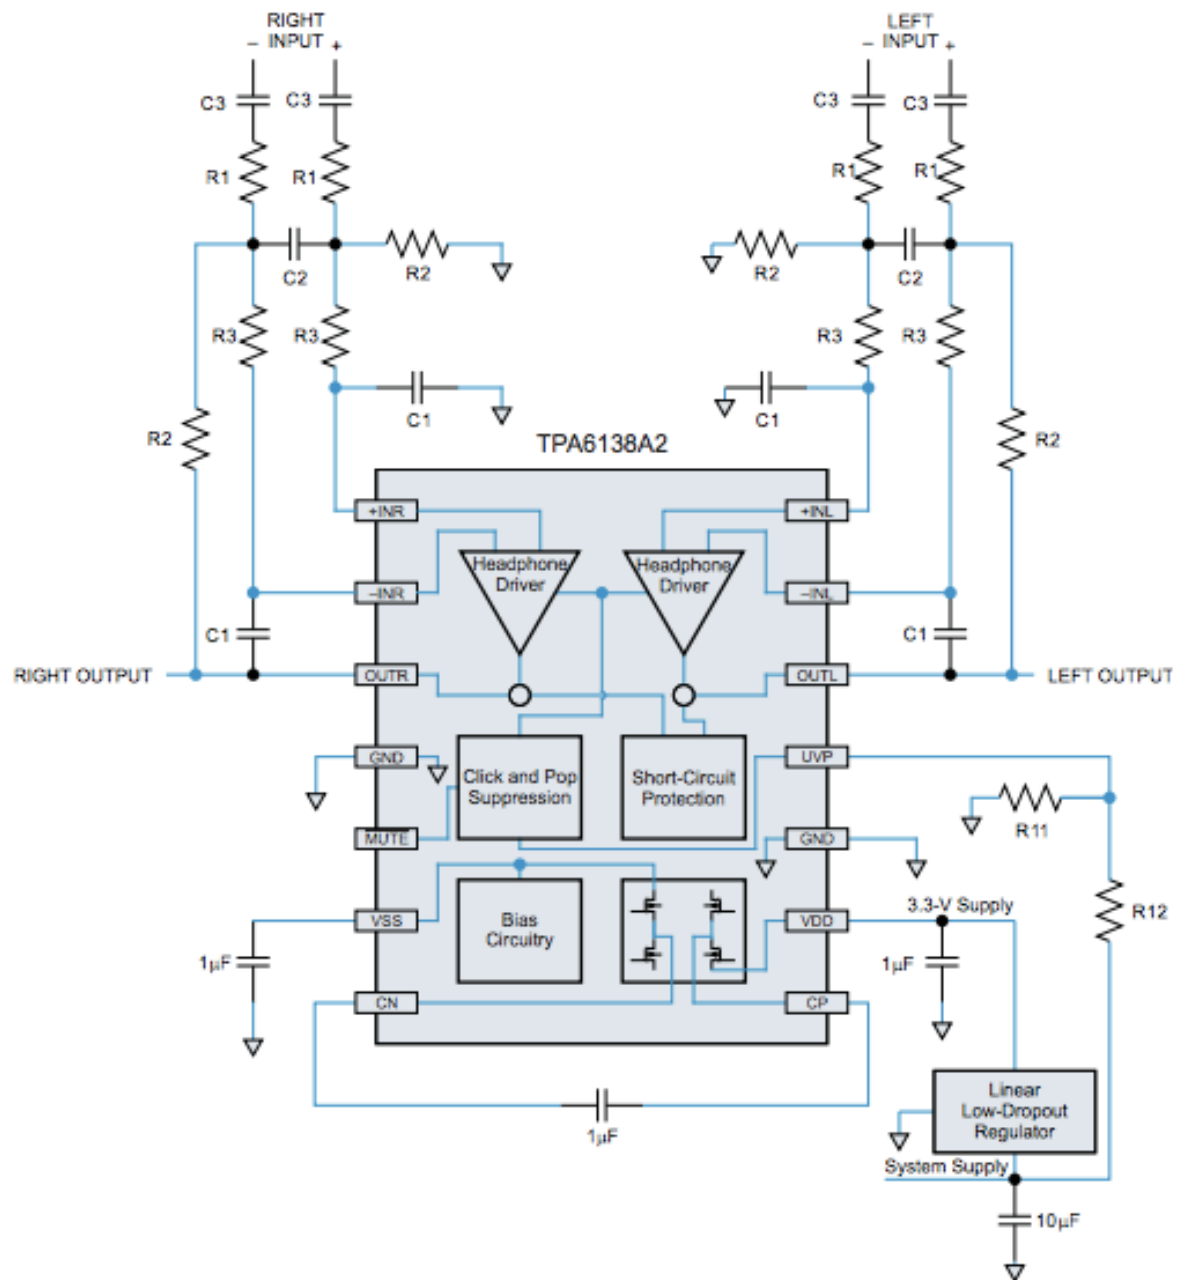 RIGHT INPUT
– +
LEFT INPUT
– +
C3
C3
C3
C3
R1
R1
R1
R1
C2
R2
R2
C2
R3
R3
R3
R3
C1
C1
R2
R2
TPA6138A2
+INR
+INL
Headphone Driver
Headphone Driver
–INR
–INL
C1
C1
RIGHT OUTPUT
OUTR
OUTL
LEFT OUTPUT
GND
UVP
Click and Pop Suppression
Short-Circuit Protection
R11
MUTE
GND
3.3-V Supply
R12
VSS
Bias Circuitry
VDD
1µF
1µF
CN
CP
1µF
Linear Low-Dropout Regulator
System Supply
10µF